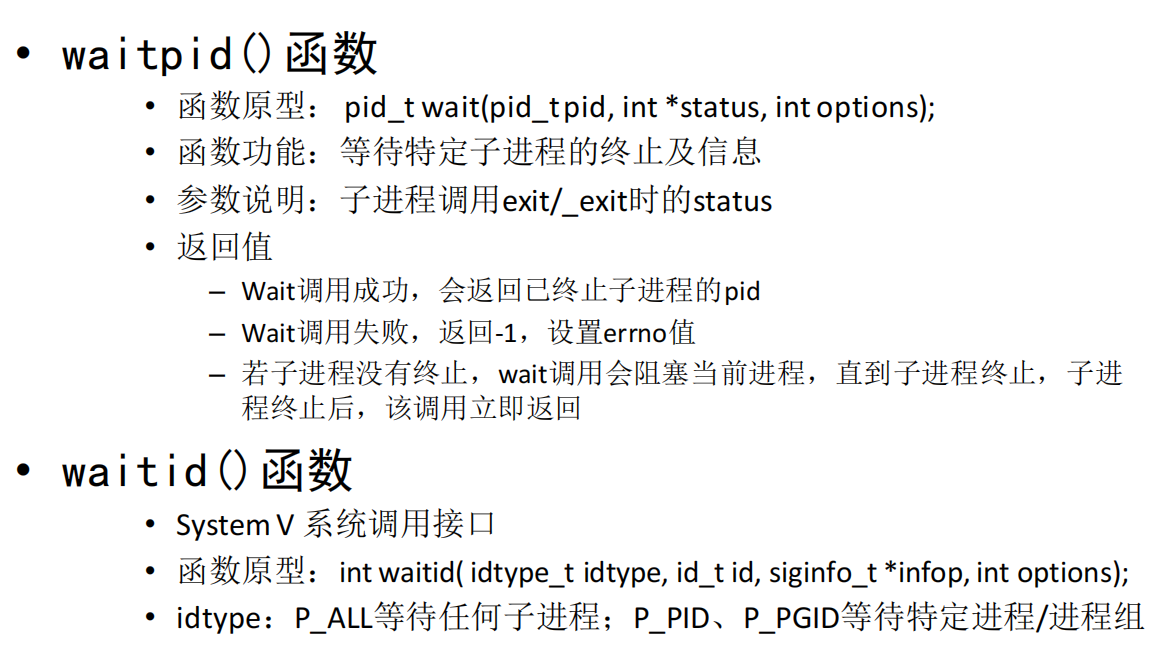 • waitpid()函数
• 函数原型： pid_t wait(pid_t pid, int *status, int options);
• 函数功能：等待特定子进程的终止及信息
• 参数说明：子进程调用exit/_exit时的status
• 返回值
– Wait调用成功，会返回已终止子进程的pid
– Wait调用失败，返回-1，设置errno值
– 若子进程没有终止，wait调用会阻塞当前进程，直到子进程终止，子进
程终止后，该调用立即返回
• waitid()函数
• System V 系统调用接口
• 函数原型：int waitid( idtype_t idtype, id_t id, siginfo_t *infop, int options);
• idtype：P_ALL等待任何子进程；P_PID、P_PGID等待特定进程/进程组